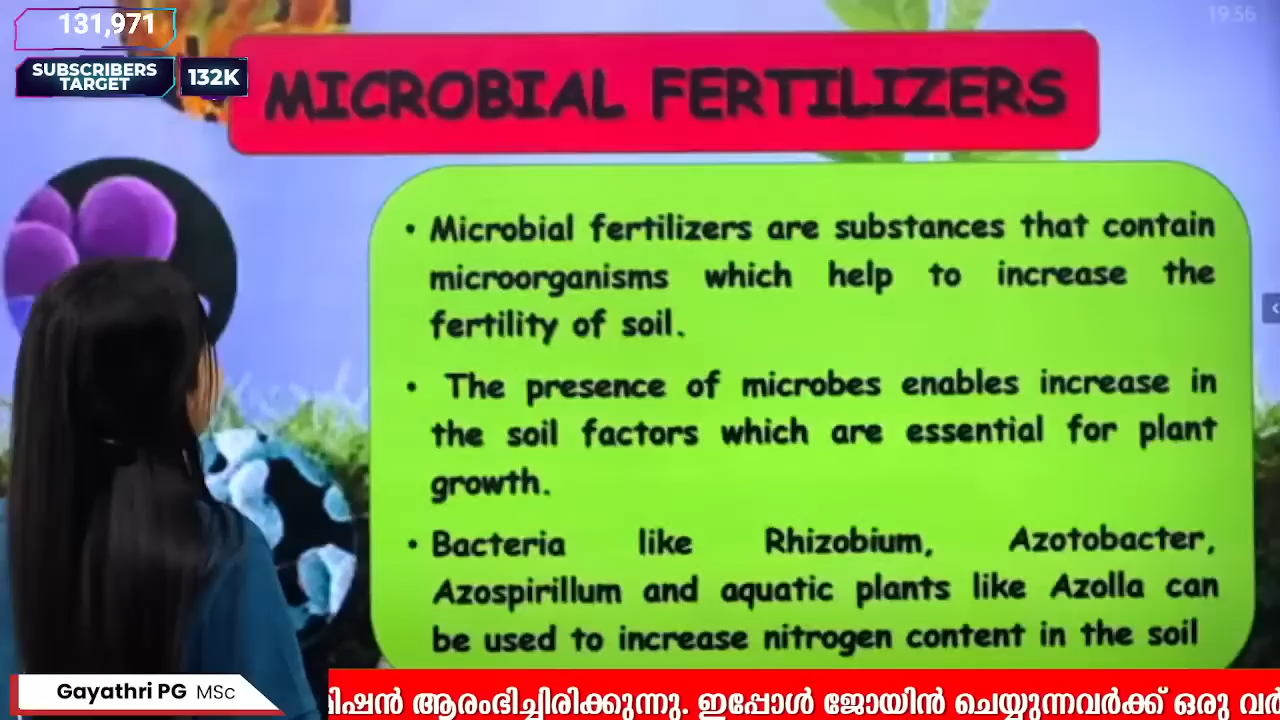 131,971
SUBSCRIBERS
TARGET
132K
19:56
MICROBIAL FERTILIZERS
• Microbial fertilizers are substances that contain
microorganisms which help to increase the
fertility of soil.
• The presence of microbes enables increase in
the soil factors which are essential for plant
growth.
• Bacteria like Rhizobium, Azotobacter,
Azospirillum and aquatic plants like Azolla can
be used to increase nitrogen content in the soil
Gayathri PG MSc
ആരംഭിച്ചിരിക്കുന്നു. ഇപ്പോൾ ജോയിൻ ചെയ്യുന്നവർക്ക് ഒരു